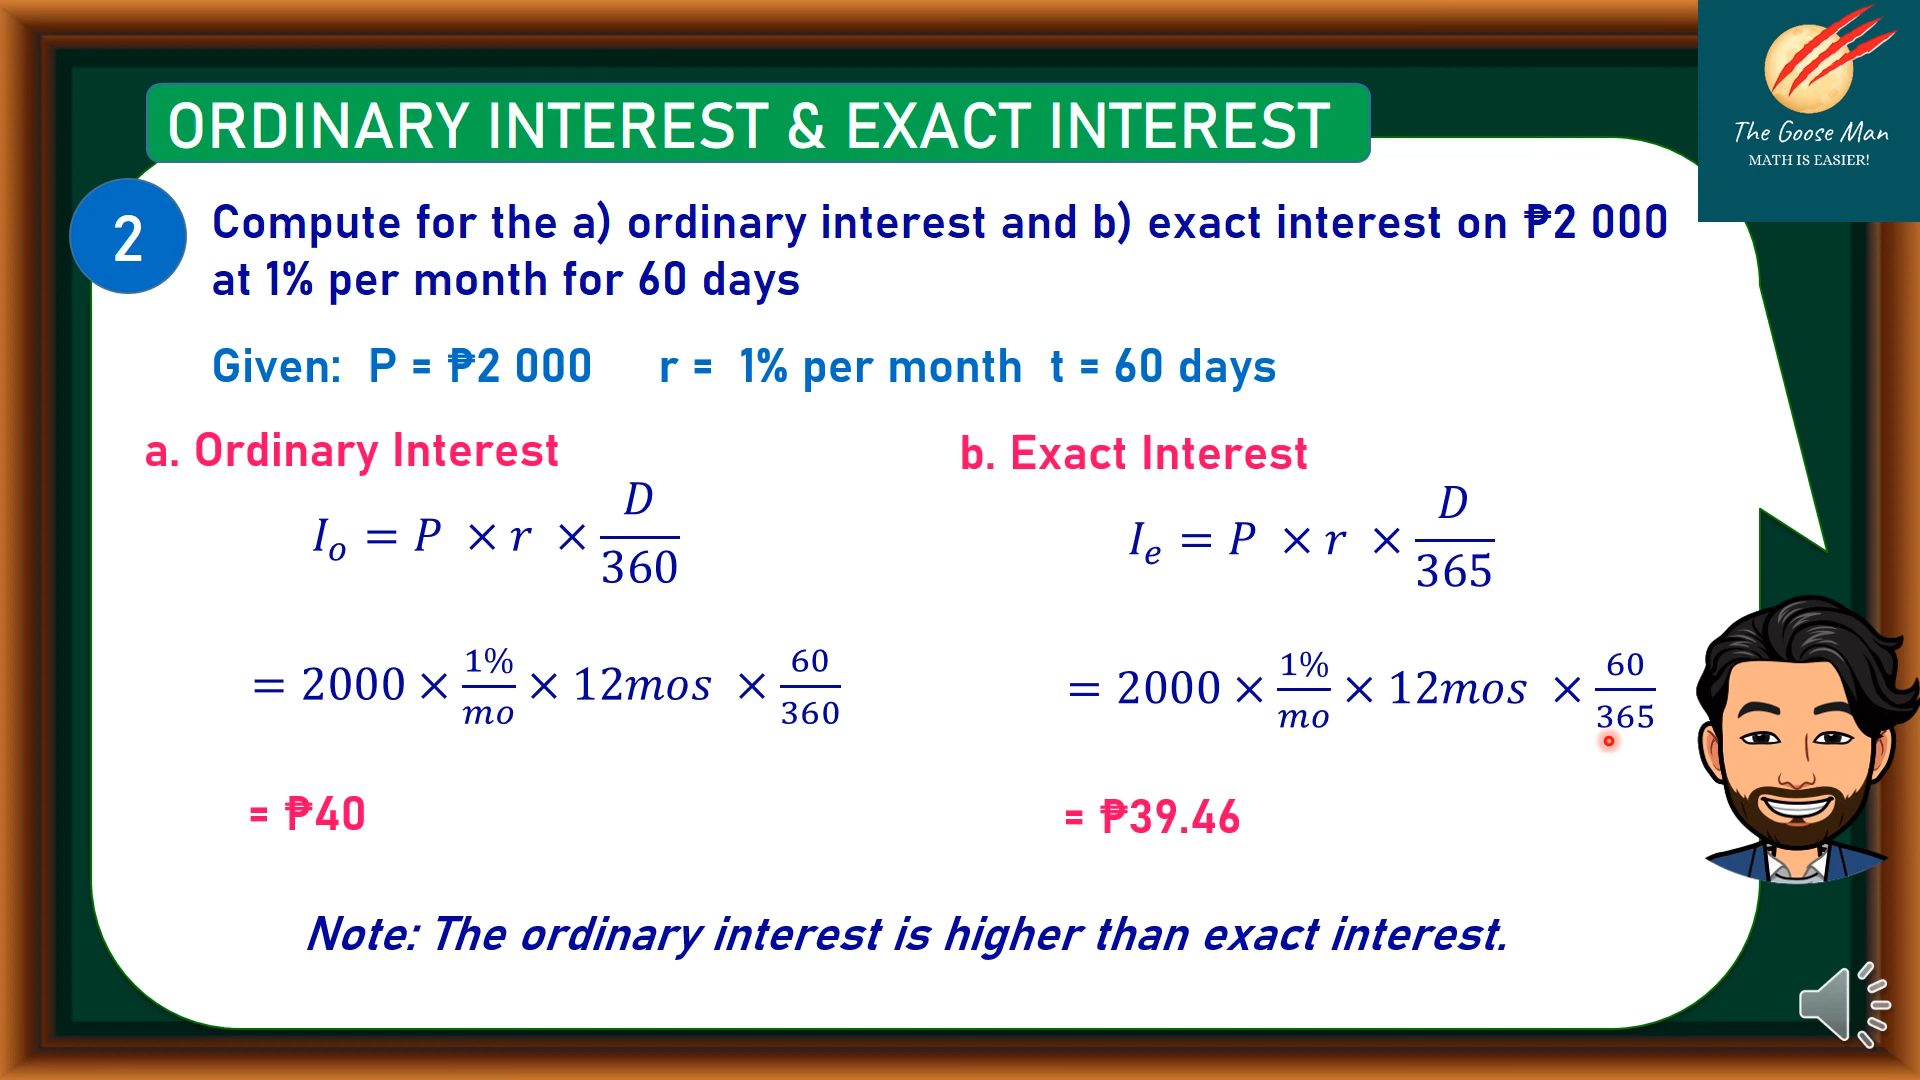 ORDINARY INTEREST & EXACT INTEREST
The Goose Man
MATH IS EASIER!
2
Compute for the a) ordinary interest and b) exact interest on ₱2 000
at 1% per month for 60 days
Given: P = ₱2 000 r = 1% per month t = 60 days
a. Ordinary Interest
I_o = P × r × D/360
= 2000 × 1%/mo × 12mos × 60/360
= ₱40
b. Exact Interest
I_e = P × r × D/365
= 2000 × 1%/mo × 12mos × 60/365
= ₱39.46
Note: The ordinary interest is higher than exact interest.